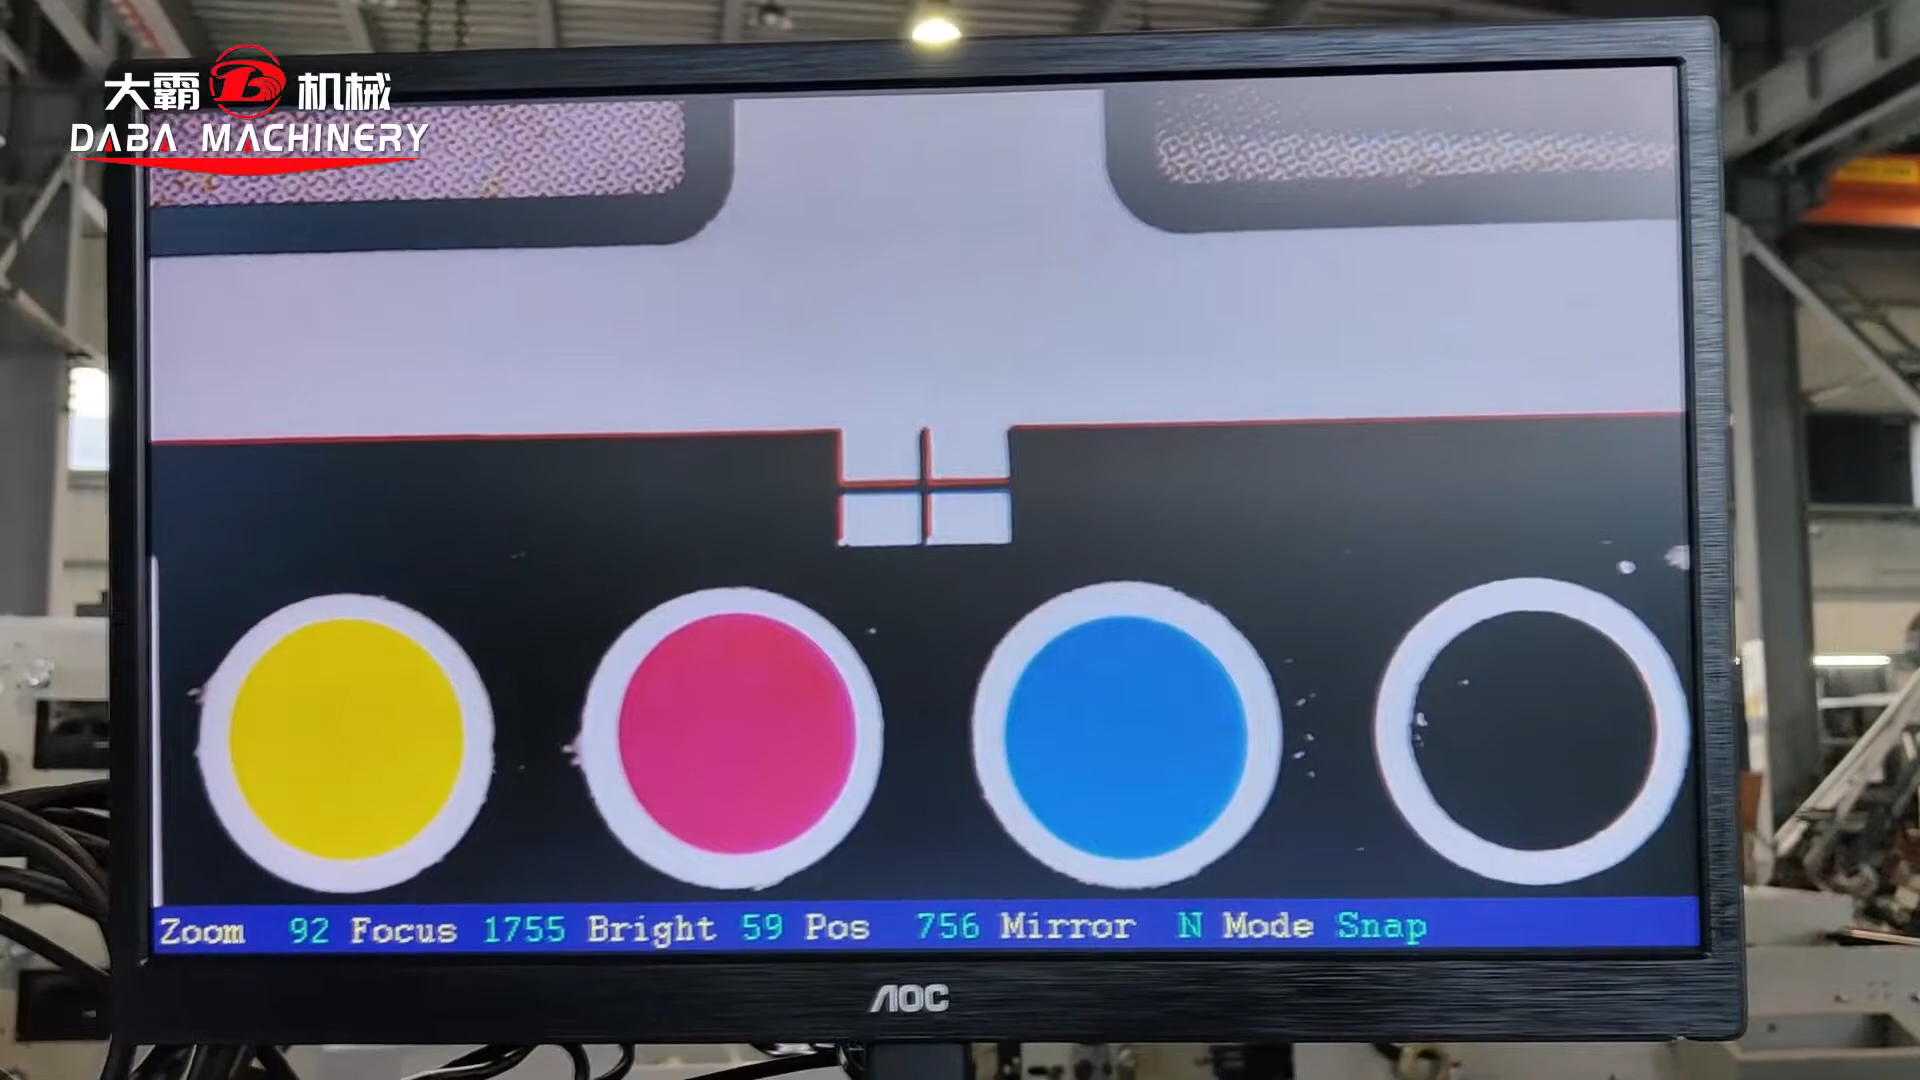 大霸 机械
DABA MACHINERY
Zoom 92 Focus 1755 Bright 59 Pos 756 Mirror N Mode Snap
AOC